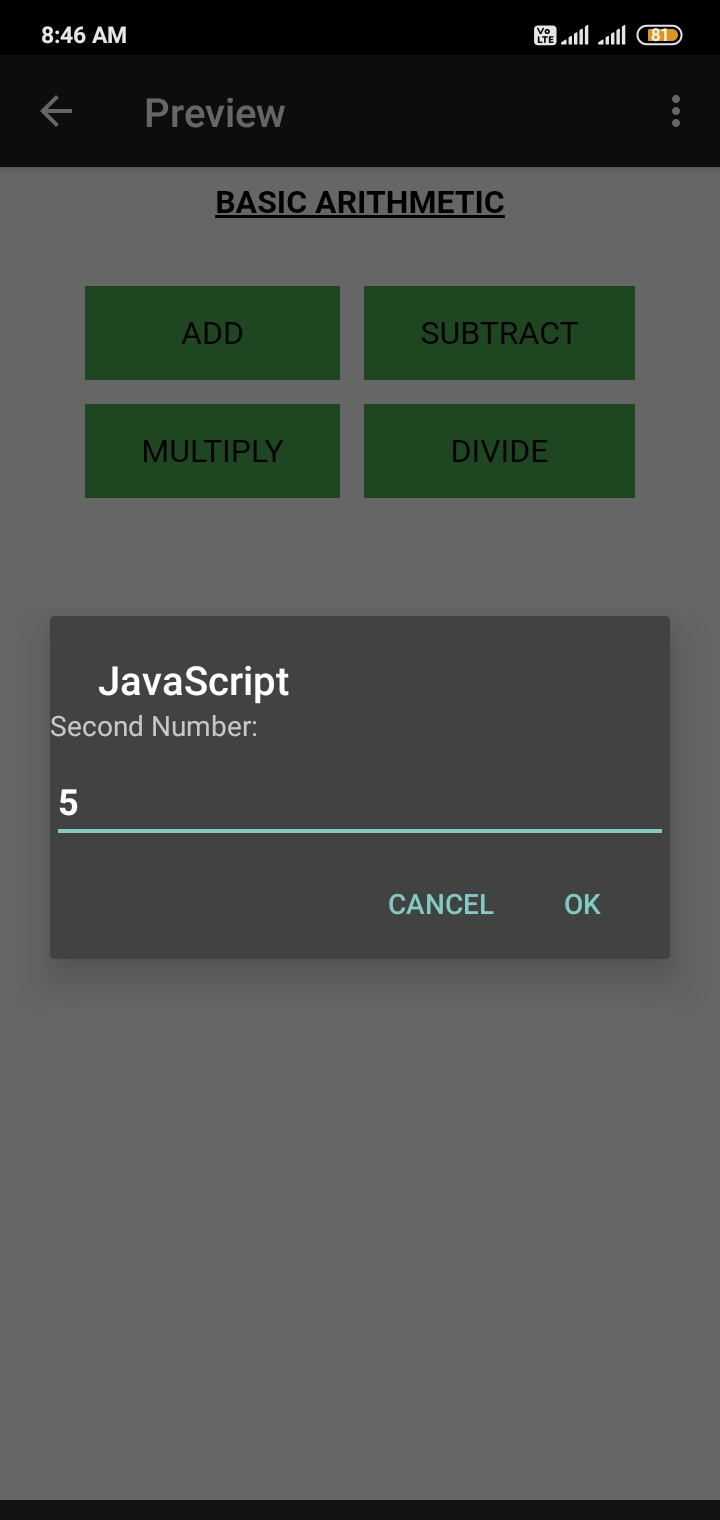 8:46 AM Vo LTE 81
Preview
BASIC ARITHMETIC
ADD SUBTRACT
MULTIPLY DIVIDE
JavaScript
Second Number:
5
CANCEL OK